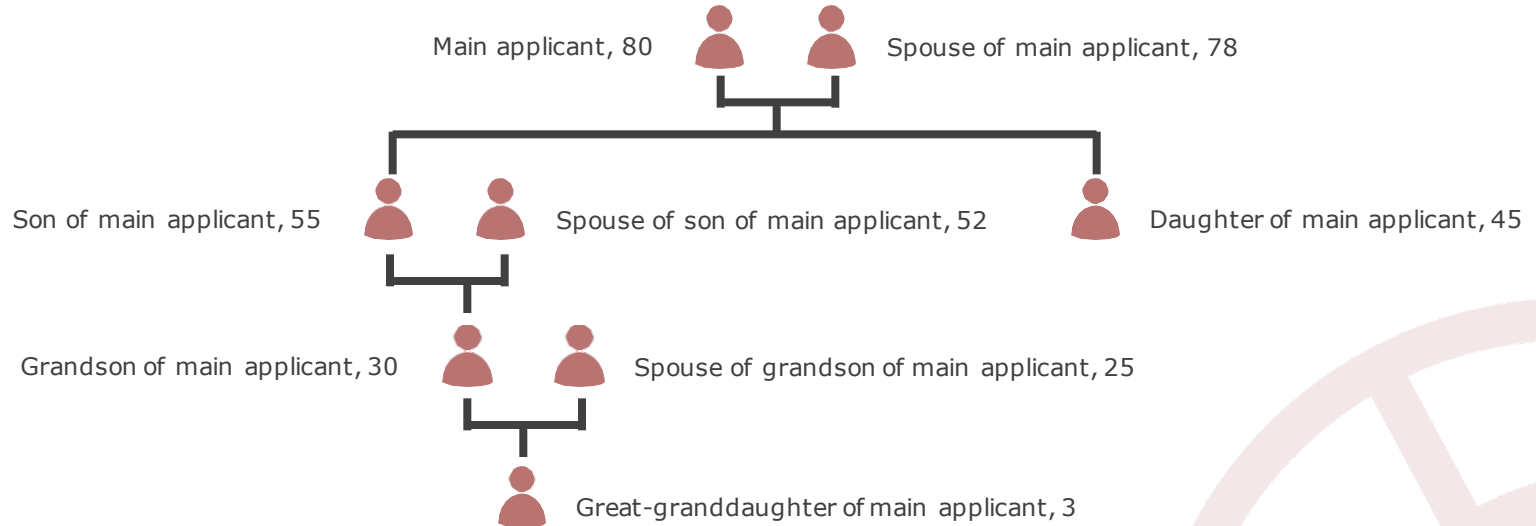 Main applicant, 80
Spouse of main applicant, 78
Son of main applicant, 55
Spouse of son of main applicant, 52
Daughter of main applicant, 45
Grandson of main applicant, 30
Spouse of grandson of main applicant, 25
Great-granddaughter of main applicant, 3